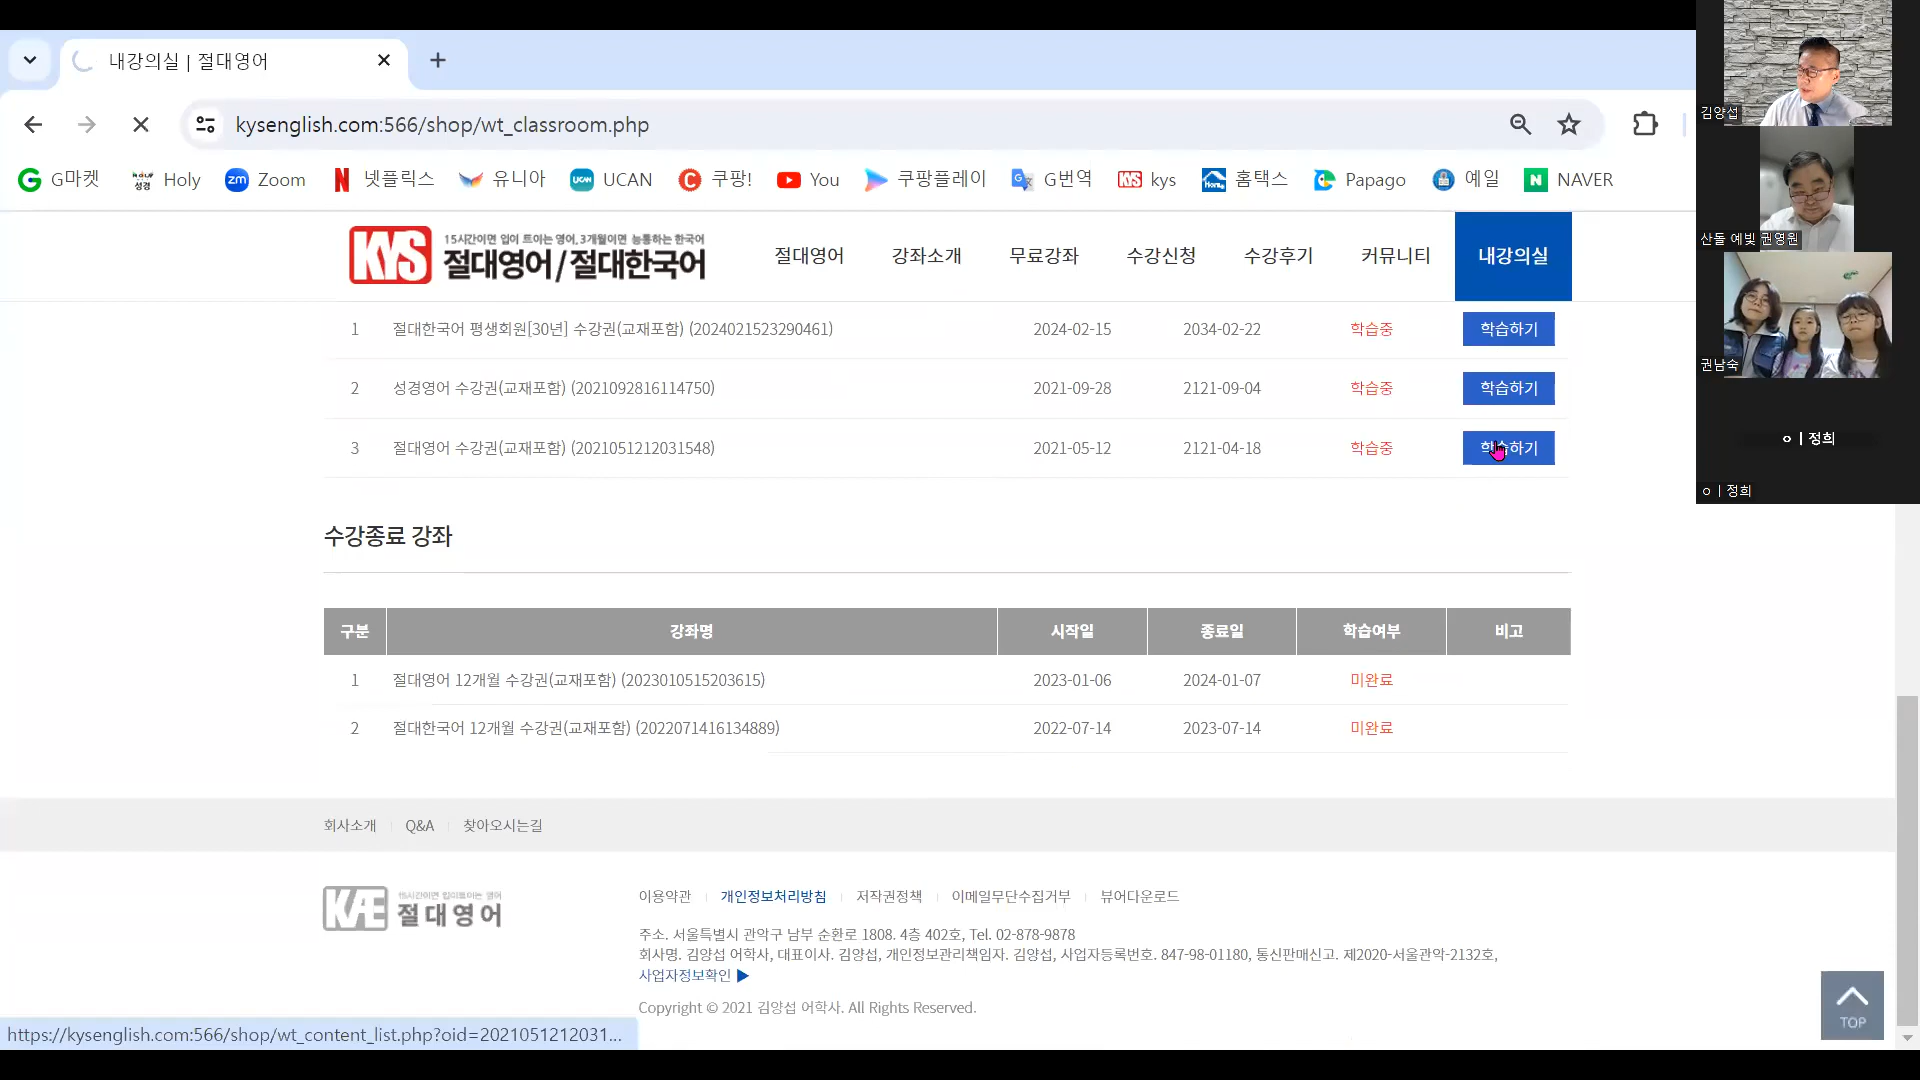 내강의실 | 절대영어
kysenglish.com:566/shop/wt_classroom.php
G마켓 Holy Zoom 넷플릭스 유니아 UCAN 쿠팡! You 쿠팡플레이 G번역 kys 홈택스 Papago 예일 NAVER
KYS 15시간이면 입이 트이는 영어, 3개월이면 능통하는 한국어
절대영어/절대한국어
절대영어 강좌소개 무료강좌 수강신청 수강후기 커뮤니티 내강의실
1 절대한국어 평생회원[30년] 수강권(교재포함) (2024021523290461) 2024-02-15 2034-02-22 학습중 학습하기
2 성경영어 수강권(교재포함) (2021092816114750) 2021-09-28 2121-09-04 학습중 학습하기
3 절대영어 수강권(교재포함) (2021051212031548) 2021-05-12 2121-04-18 학습중 학습하기
수강종료 강좌
구분 강좌명 시작일 종료일 학습여부 비고
1 절대영어 12개월 수강권(교재포함) (2023010515203615) 2023-01-06 2024-01-07 미완료
2 절대한국어 12개월 수강권(교재포함) (2022071416134889) 2022-07-14 2023-07-14 미완료
회사소개 Q&A 찾아오시는길
KÆ 15시간이면 입이트이는 영어
절대영어
이용약관 개인정보처리방침 저작권정책 이메일무단수집거부 뷰어다운로드
주소. 서울특별시 관악구 남부 순환로 1808. 4층 402호, Tel. 02-878-9878
회사명. 김양섭 어학사, 대표이사. 김양섭, 개인정보관리책임자. 김양섭, 사업자등록번호. 847-98-01180, 통신판매신고. 제2020-서울관악-2132호,
사업자정보확인 ▶
Copyright © 2021 김양섭 어학사. All Rights Reserved.
TOP
https://kysenglish.com:566/shop/wt_content_list.php?oid=2021051212031...
김양섭
산돌 예빛 권영원
권남숙
ㅇㅣ정희
ㅇㅣ정희